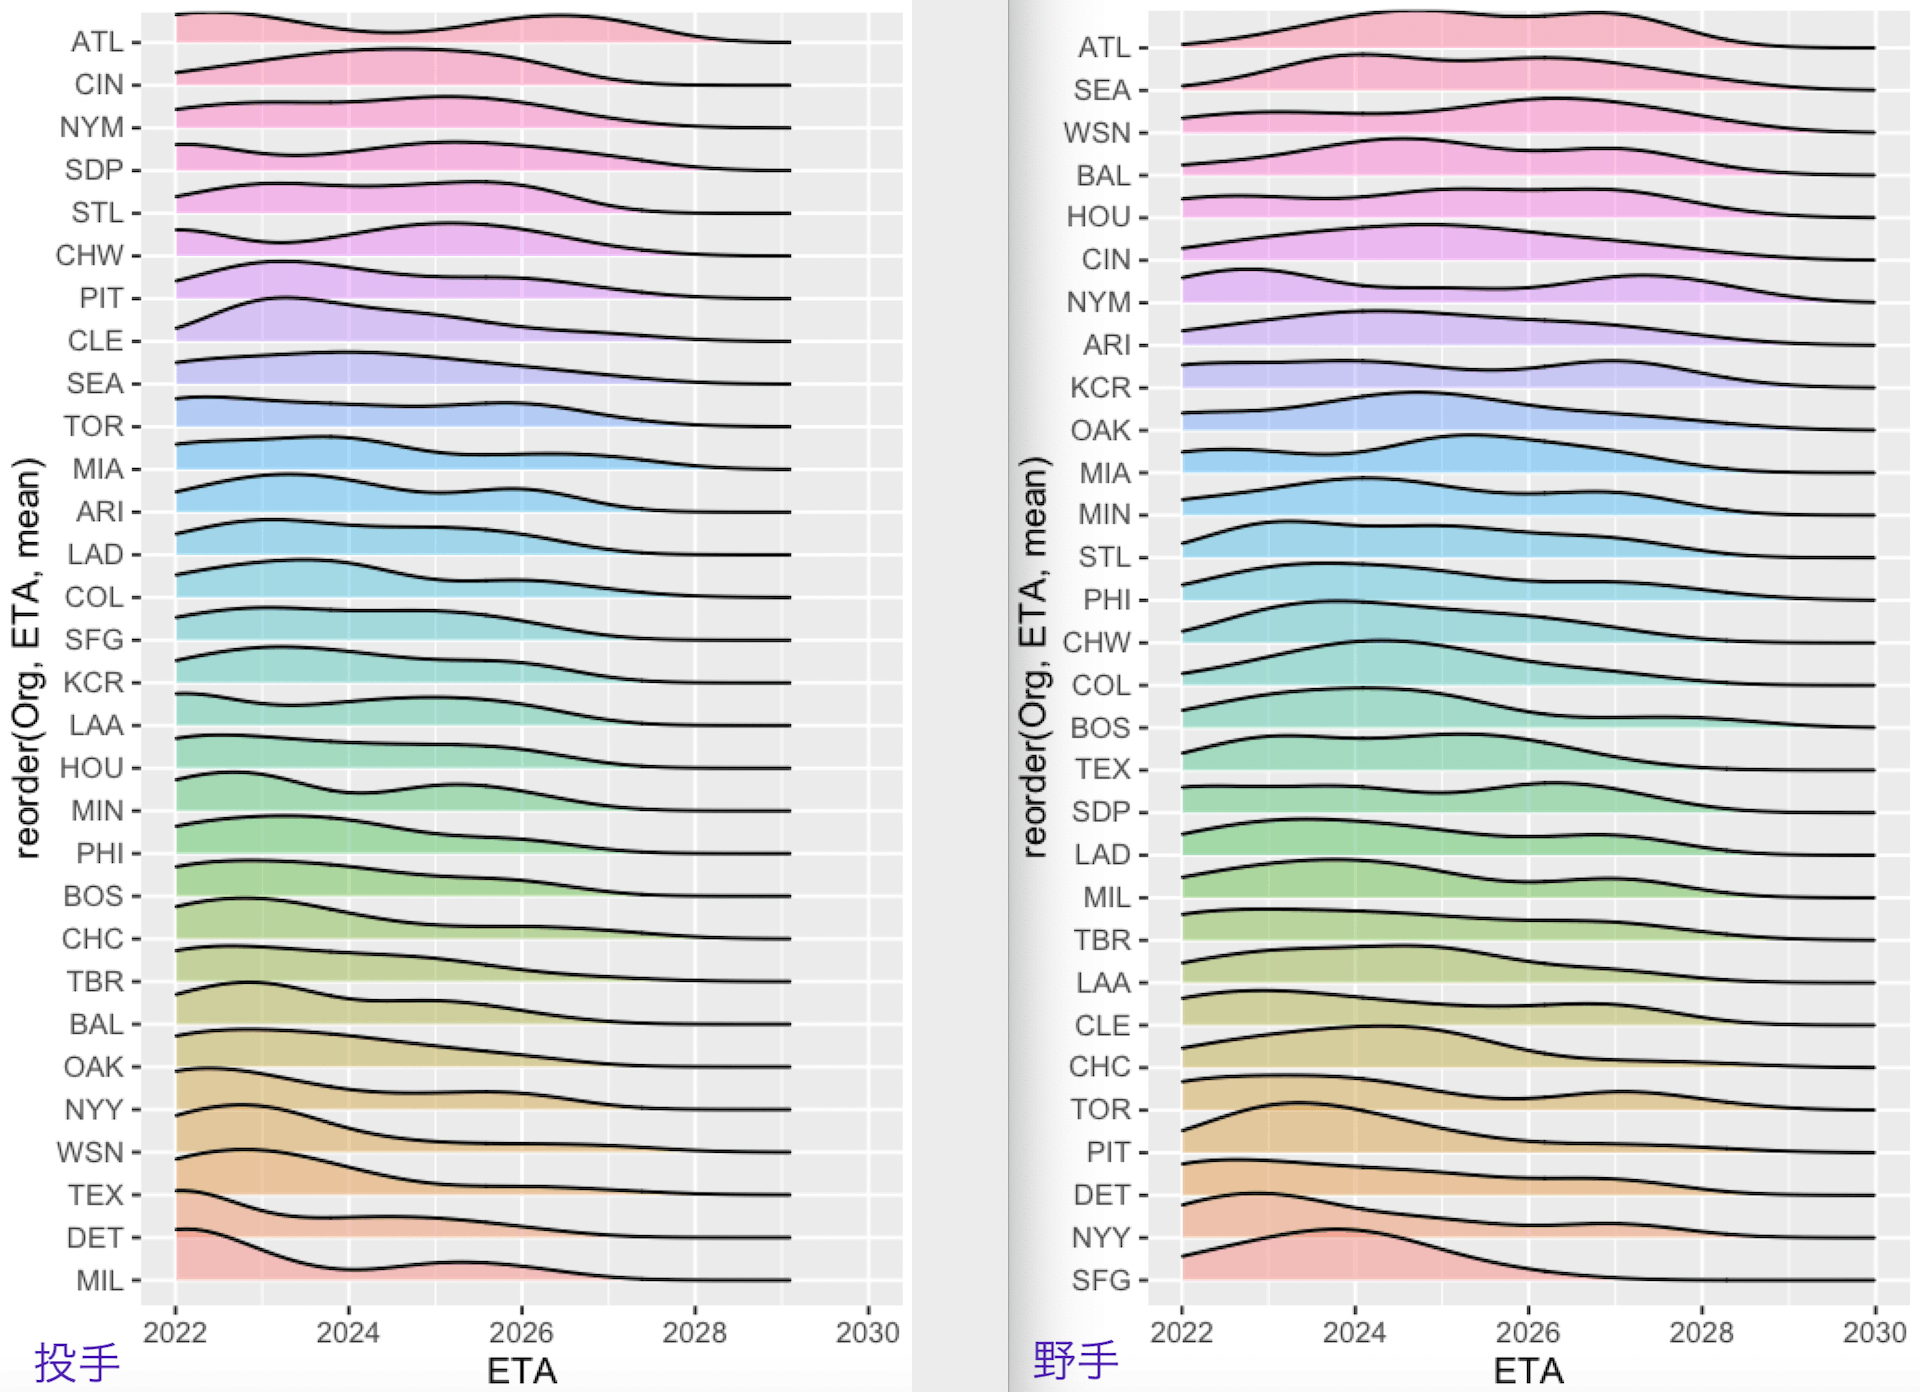 reorder(Org, ETA, mean)
ATL
CIN
NYM
SDP
STL
CHW
PIT
CLE
SEA
TOR
MIA
ARI
LAD
COL
SFG
KCR
LAA
HOU
MIN
PHI
BOS
CHC
TBR
BAL
OAK
NYY
WSN
TEX
DET
MIL
2022 2024 2026 2028 2030
ETA
投手
reorder(Org, ETA, mean)
ATL
SEA
WSN
BAL
HOU
CIN
NYM
ARI
KCR
OAK
MIA
MIN
STL
PHI
CHW
COL
BOS
TEX
SDP
LAD
MIL
TBR
LAA
CLE
CHC
TOR
PIT
DET
NYY
SFG
2022 2024 2026 2028 2030
ETA
野手